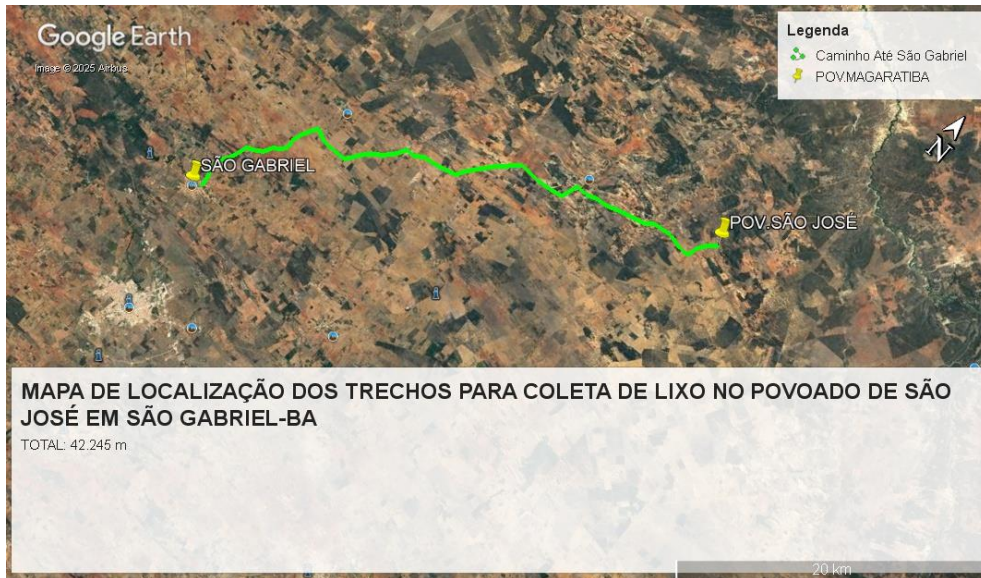 Google Earth
Image © 2025 Airbus
Legenda
Caminho Até São Gabriel
POV.MAGARATIBA
N
SÃO GABRIEL
POV.SÃO JOSÉ
MAPA DE LOCALIZAÇÃO DOS TRECHOS PARA COLETA DE LIXO NO POVOADO DE SÃO
JOSÉ EM SÃO GABRIEL-BA
TOTAL: 42.245 m
20 km